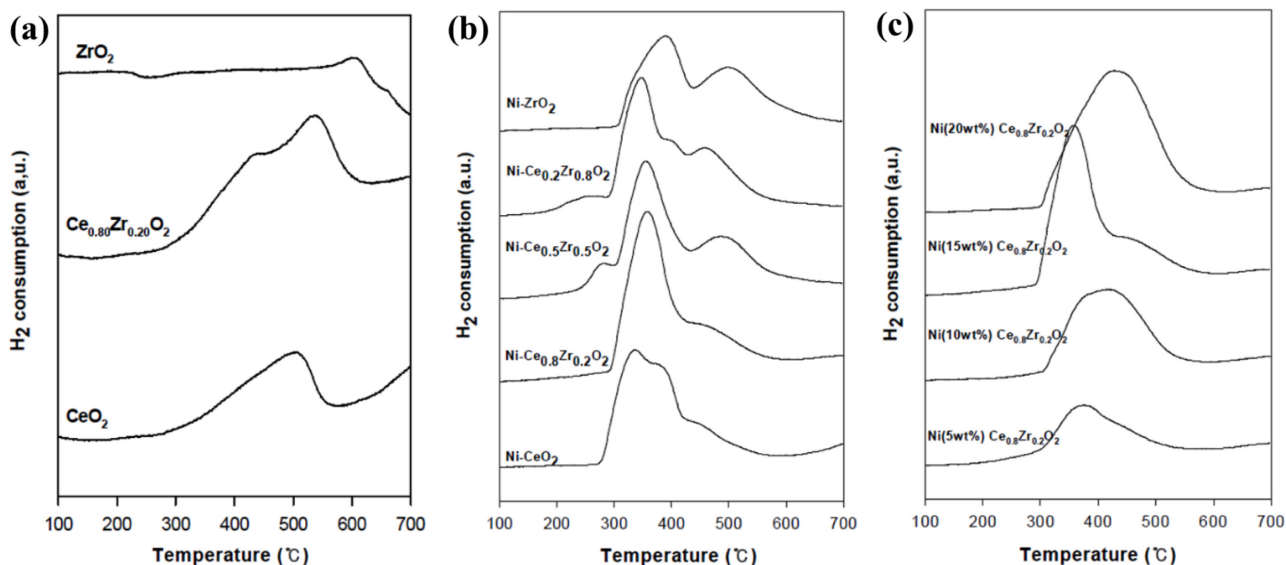 (a)
ZrO2
Ce0.80Zr0.20O2
CeO2
H2 consumption (a,u.)
100 200 300 400 500 600 700
Temperature (℃)
(b)
Ni-ZrO2
Ni-Ce0.2Zr0.8O2
Ni-Ce0.5Zr0.5O2
Ni-Ce0.8Zr0.2O2
Ni-CeO2
H2 consumption (a.u.)
100 200 300 400 500 600 700
Temperature (℃)
(c)
Ni(20wt%) Ce0.8Zr0.2O2
Ni(15wt%) Ce0.8Zr0.2O2
Ni(10wt%) Ce0.8Zr0.2O2
Ni(5wt%) Ce0.8Zr0.2O2
H2 consumption (a.u.)
100 200 300 400 500 600 700
Temperature (℃)